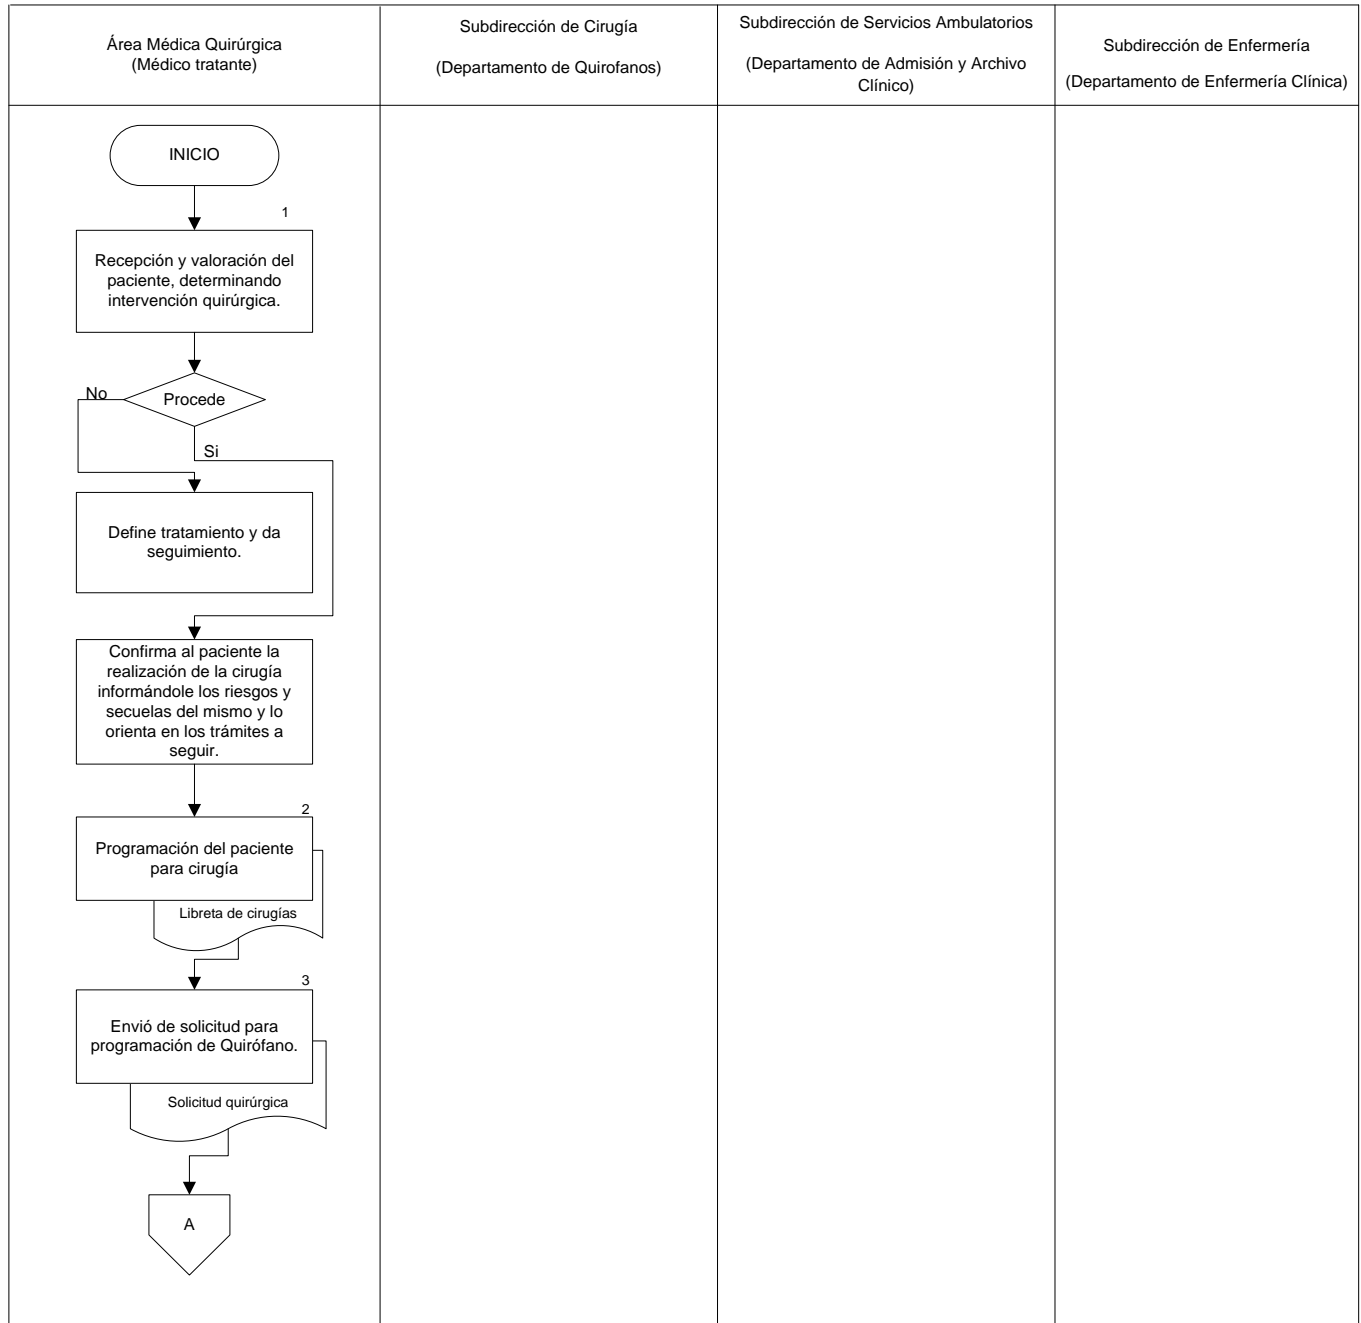 Área Médica Quirúrgica
(Médico tratante)
Subdirección de Cirugía
(Departamento de Quirofanos)
Subdirección de Servicios Ambulatorios
(Departamento de Admisión y Archivo
Clínico)
Subdirección de Enfermería
(Departamento de Enfermería Clínica)
INICIO
1
Recepción y valoración del
paciente, determinando
intervención quirúrgica.
No
Procede
Si
Define tratamiento y da
seguimiento.
Confirma al paciente la
realización de la cirugía
informándole los riesgos y
secuelas del mismo y lo
orienta en los trámites a
seguir.
2
Programación del paciente
para cirugía
Libreta de cirugías
3
Envió de solicitud para
programación de Quirófano.
Solicitud quirúrgica
A